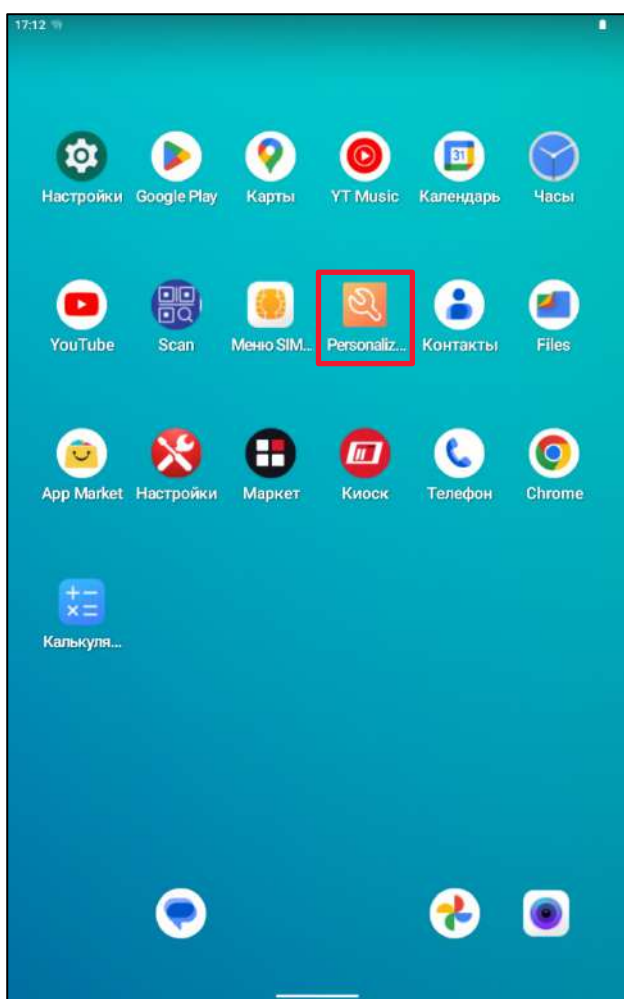 17:12
31
Настройки Google Play Карты YT Music Календарь Часы
YouTube Scan Меню SIM... Personaliz... Контакты Files
App Market Настройки Маркет Киоск Телефон Chrome
Калькуля...